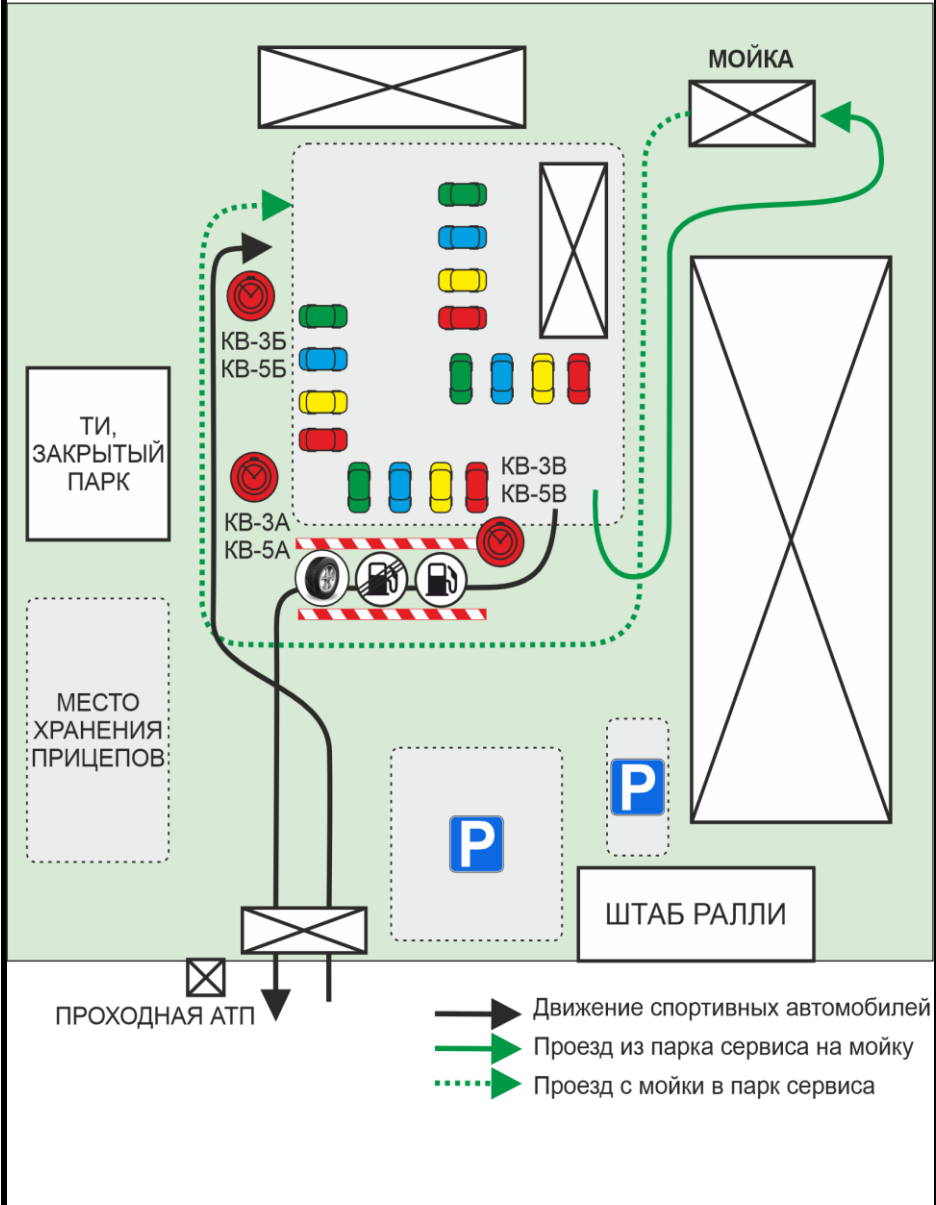 МОЙКА
КВ-3Б
КВ-5Б
ТИ,
ЗАКРЫТЫЙ
ПАРК
КВ-3В
КВ-5В
КВ-3А
КВ-5А
МЕСТО
ХРАНЕНИЯ
ПРИЦЕПОВ
P
P
ШТАБ РАЛЛИ
ПРОХОДНАЯ АТП
Движение спортивных автомобилей
Проезд из парка сервиса на мойку
Проезд с мойки в парк сервиса